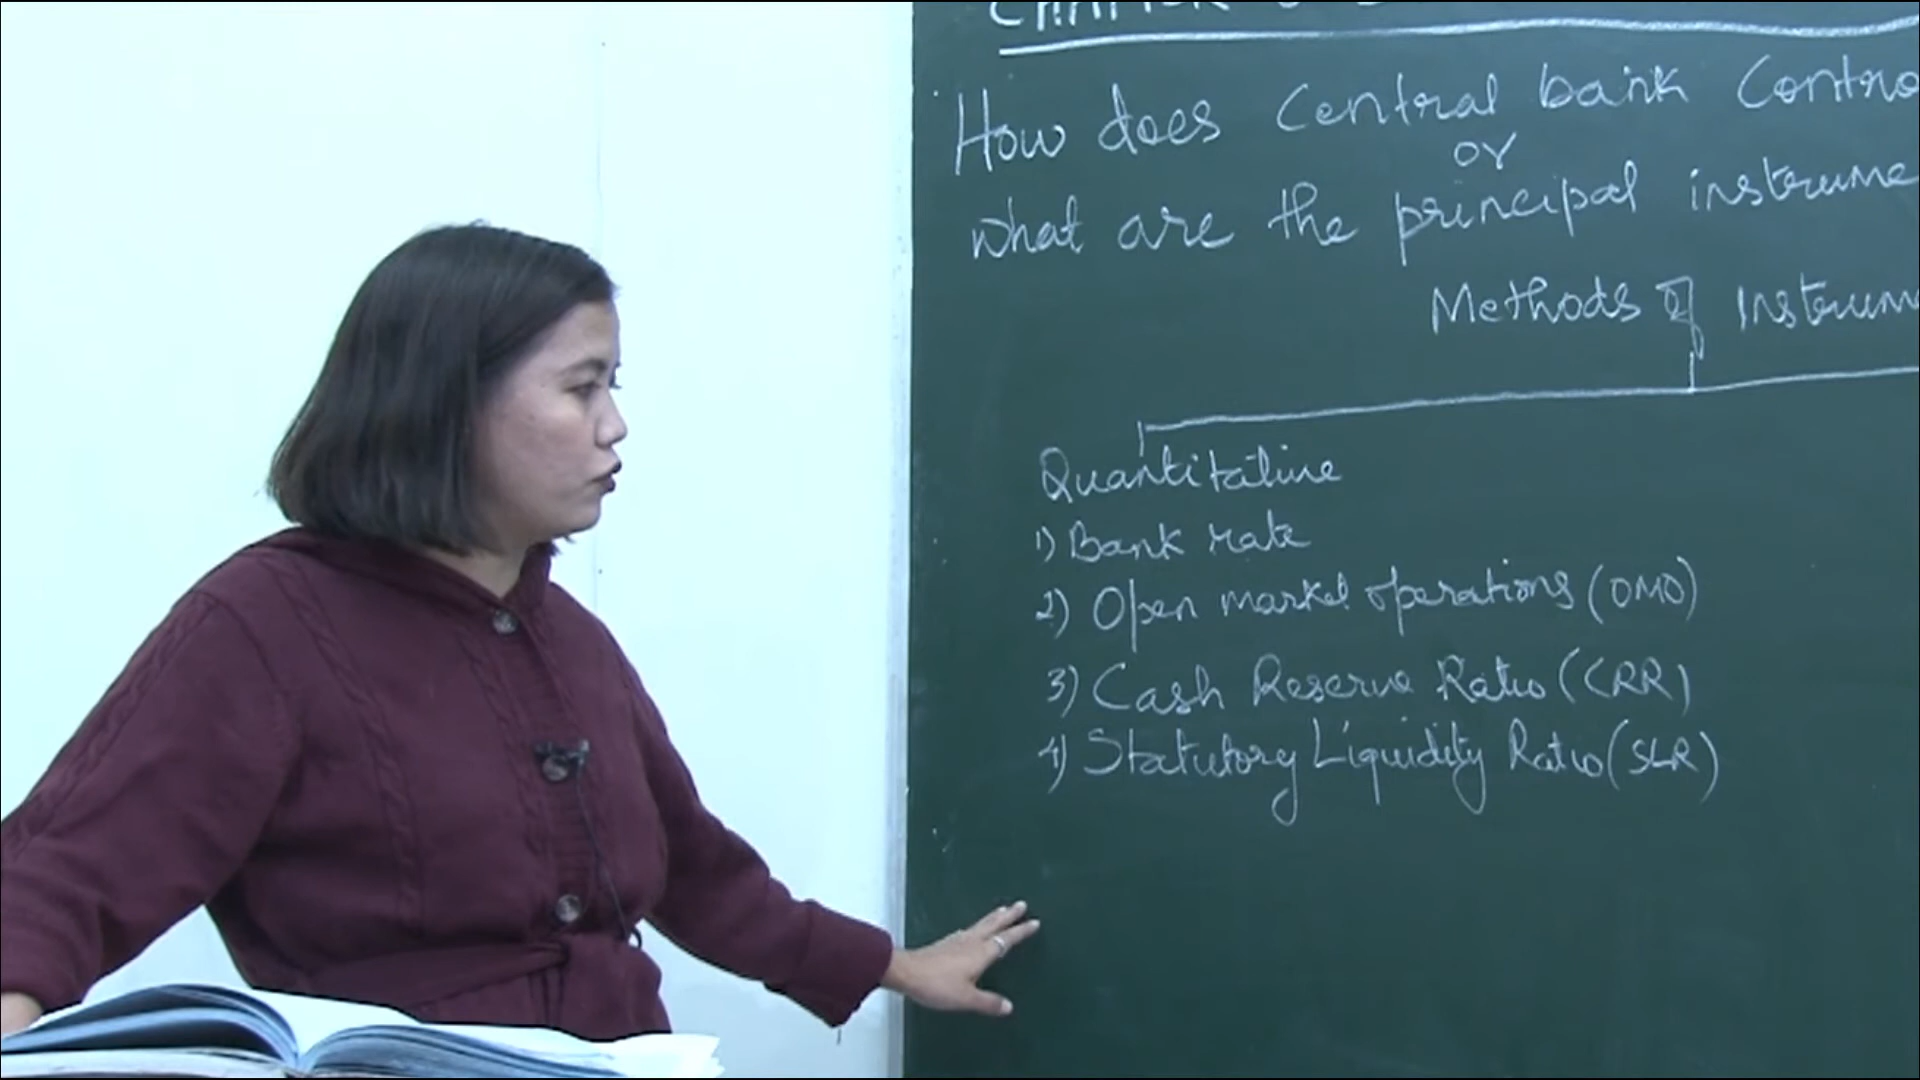 How does Central bank Contro
or
what are the principal instrume
Methods of Instrum
Quantitative
1) Bank rate
2) Open market operations (OMO)
3) Cash Reserve Ratio (CRR)
4) Statutory Liquidity Ratio (SLR)